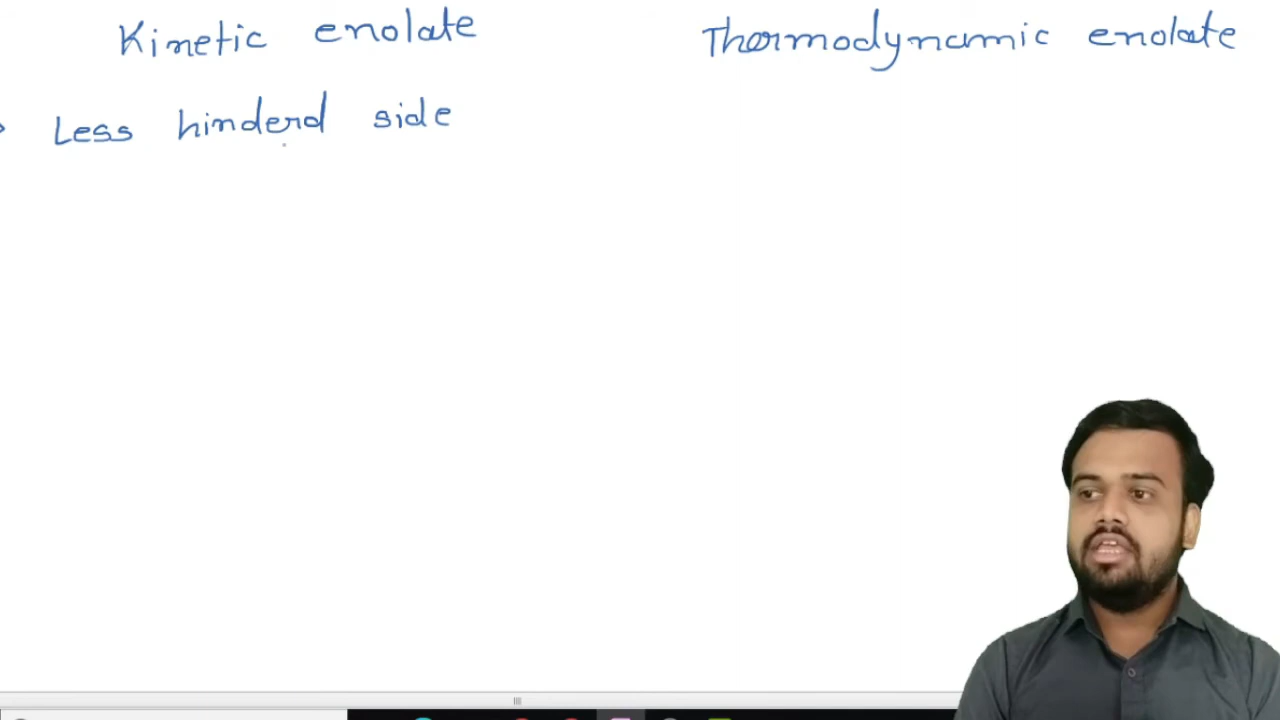 Kinetic enolate
Thermodynamic enolate
Less hinderd side